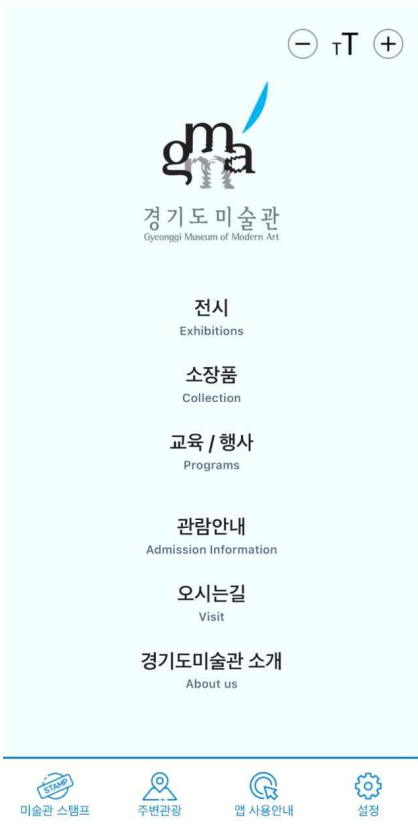 TT
gma
경기도미술관
Gyeonggi Museum of Modern Art
전시
Exhibitions
소장품
Collection
교육 / 행사
Programs
관람안내
Admission Information
오시는길
Visit
경기도미술관 소개
About us
STAMP
미술관 스탬프
주변관광
앱 사용안내
설정